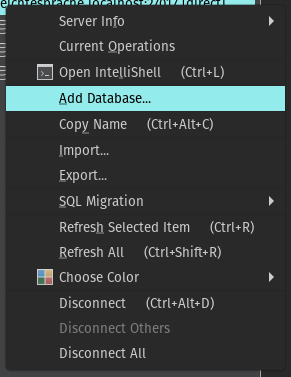 Server Info
Current Operations
Open IntelliShell (Ctrl+L)
Add Database...
Copy Name (Ctrl+Alt+C)
Import...
Export...
SQL Migration
Refresh Selected Item (Ctrl+R)
Refresh All (Ctrl+Shift+R)
Choose Color
Disconnect (Ctrl+Alt+D)
Disconnect Others
Disconnect All